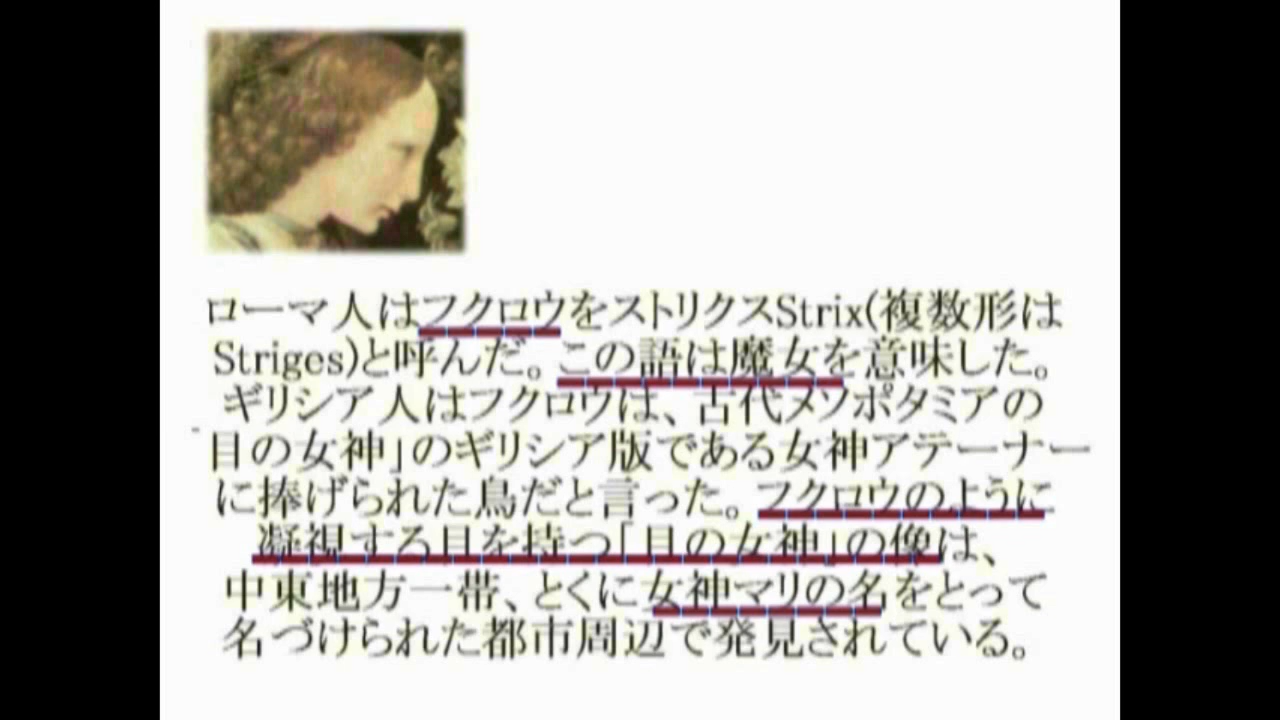 ローマ人はフクロウをストリクスStrix(複数形は
Striges)と呼んだ。この語は魔女を意味した。
ギリシア人はフクロウは、古代メソポタミアの
目の女神」のギリシア版である女神アテーナー
に捧げられた鳥だと言った。フクロウのように
凝視する目を持つ「目の女神」の像は、
中東地方一帯、とくに女神マリの名をとって
名づけられた都市周辺で発見されている。